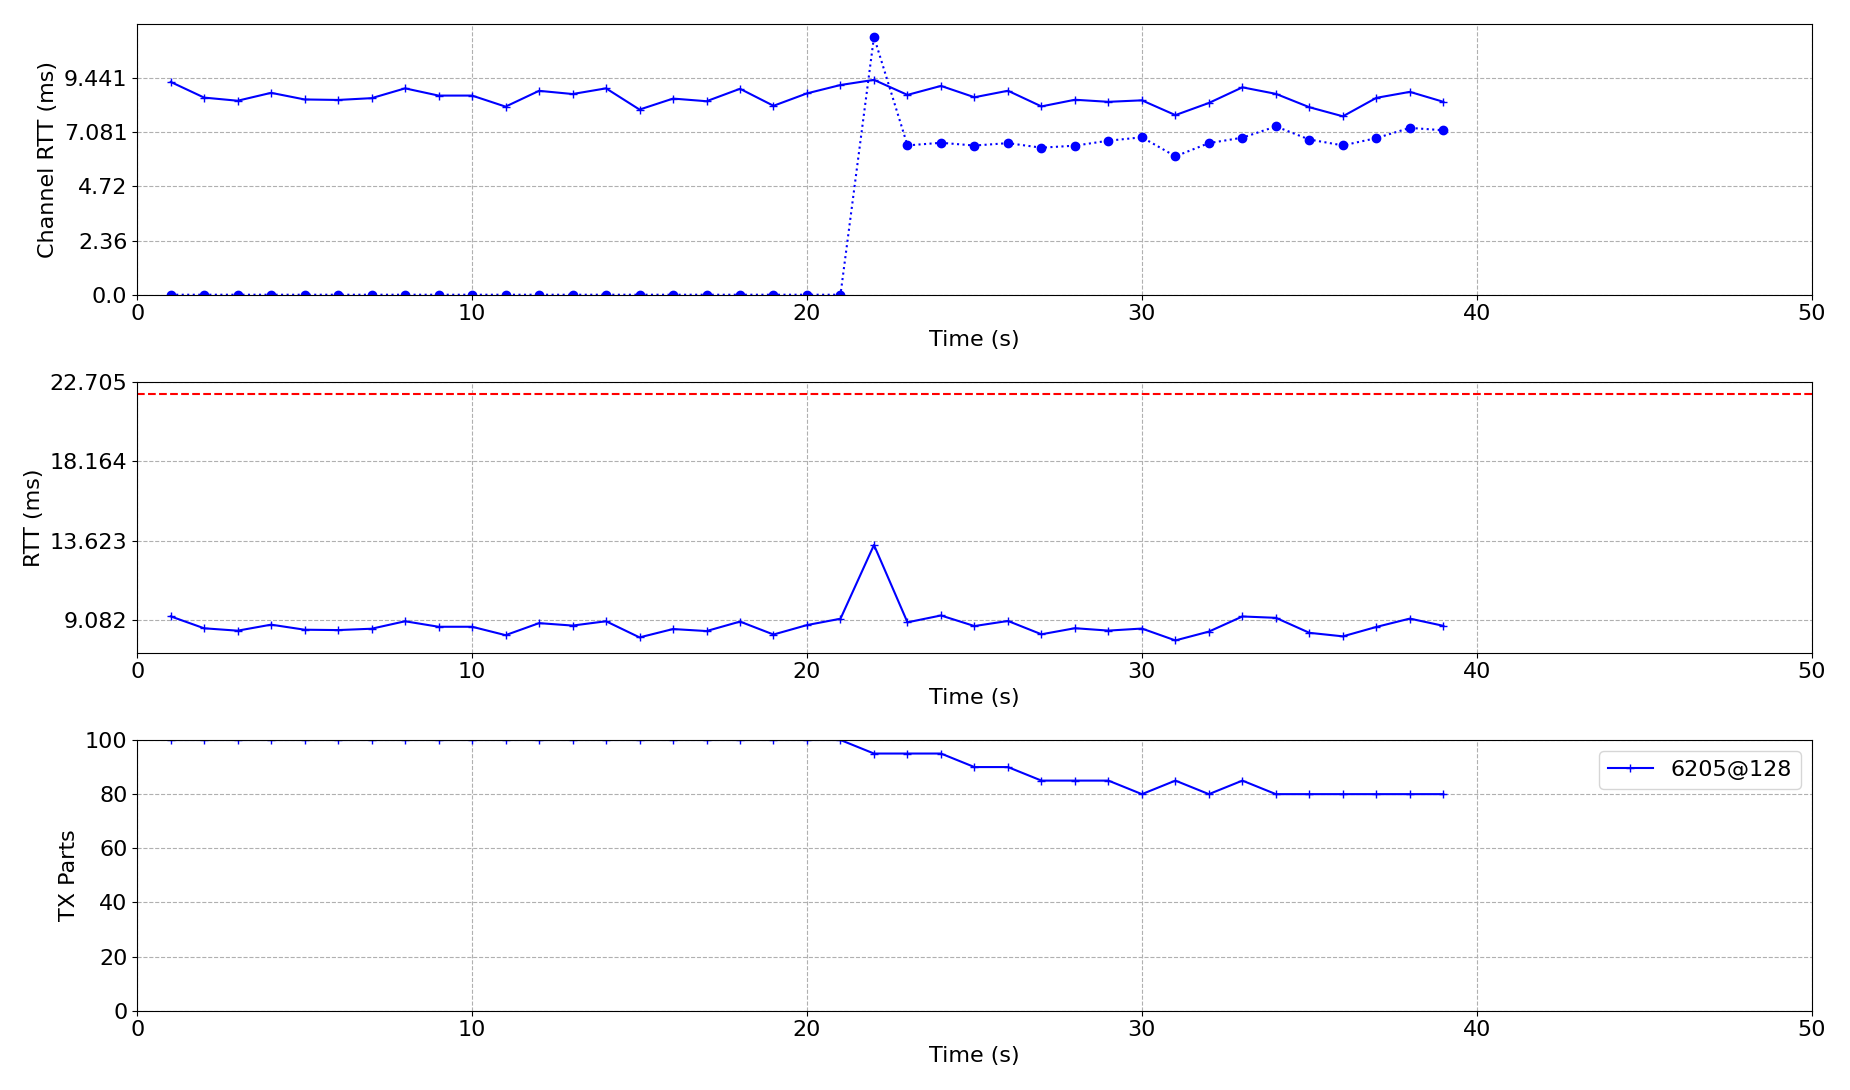 Channel RTT (ms)
9.441
7.081
4.72
2.36
0.0
0 10 20 30 40 50
Time (s)
RTT (ms)
22.705
18.164
13.623
9.082
0 10 20 30 40 50
Time (s)
TX Parts
100
80
60
40
20
0
6205@128
0 10 20 30 40 50
Time (s)